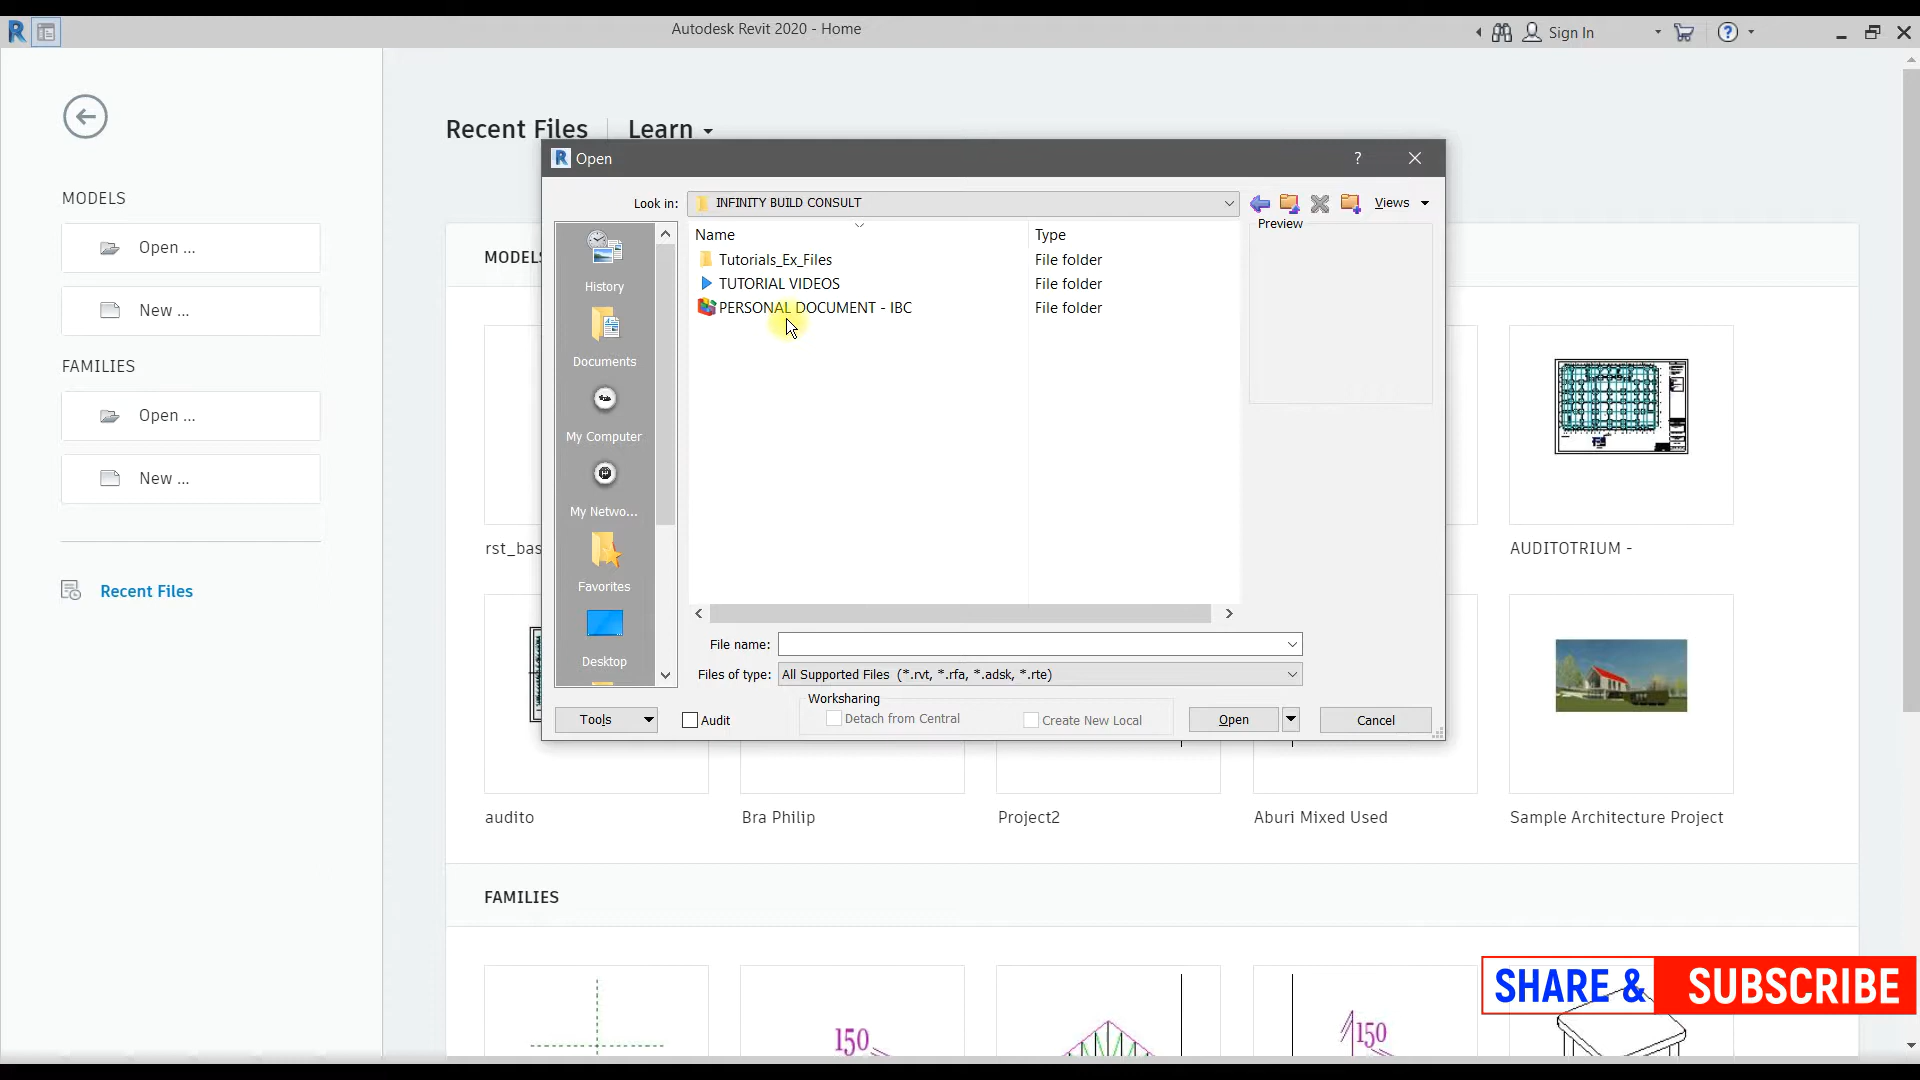 Autodesk Revit 2020 - Home
Sign In
Recent Files
Learn
MODELS
Open ...
New ...
FAMILIES
Open ...
New ...
Recent Files
Open
Look in:
INFINITY BUILD CONSULT
Views
History
Documents
My Computer
My Netwo...
Favorites
Desktop
Name
Type
Tutorials_Ex_Files
File folder
TUTORIAL VIDEOS
File folder
PERSONAL DOCUMENT - IBC
File folder
Preview
File name:
Files of type:
All Supported Files (*.rvt, *.rfa, *.adsk, *.rte)
Worksharing
Tools
Audit
Detach from Central
Create New Local
Open
Cancel
MODELS
rst_bas
AUDITOTRIUM -
audito
Bra Philip
Project2
Aburi Mixed Used
Sample Architecture Project
FAMILIES
150
150
SHARE & SUBSCRIBE